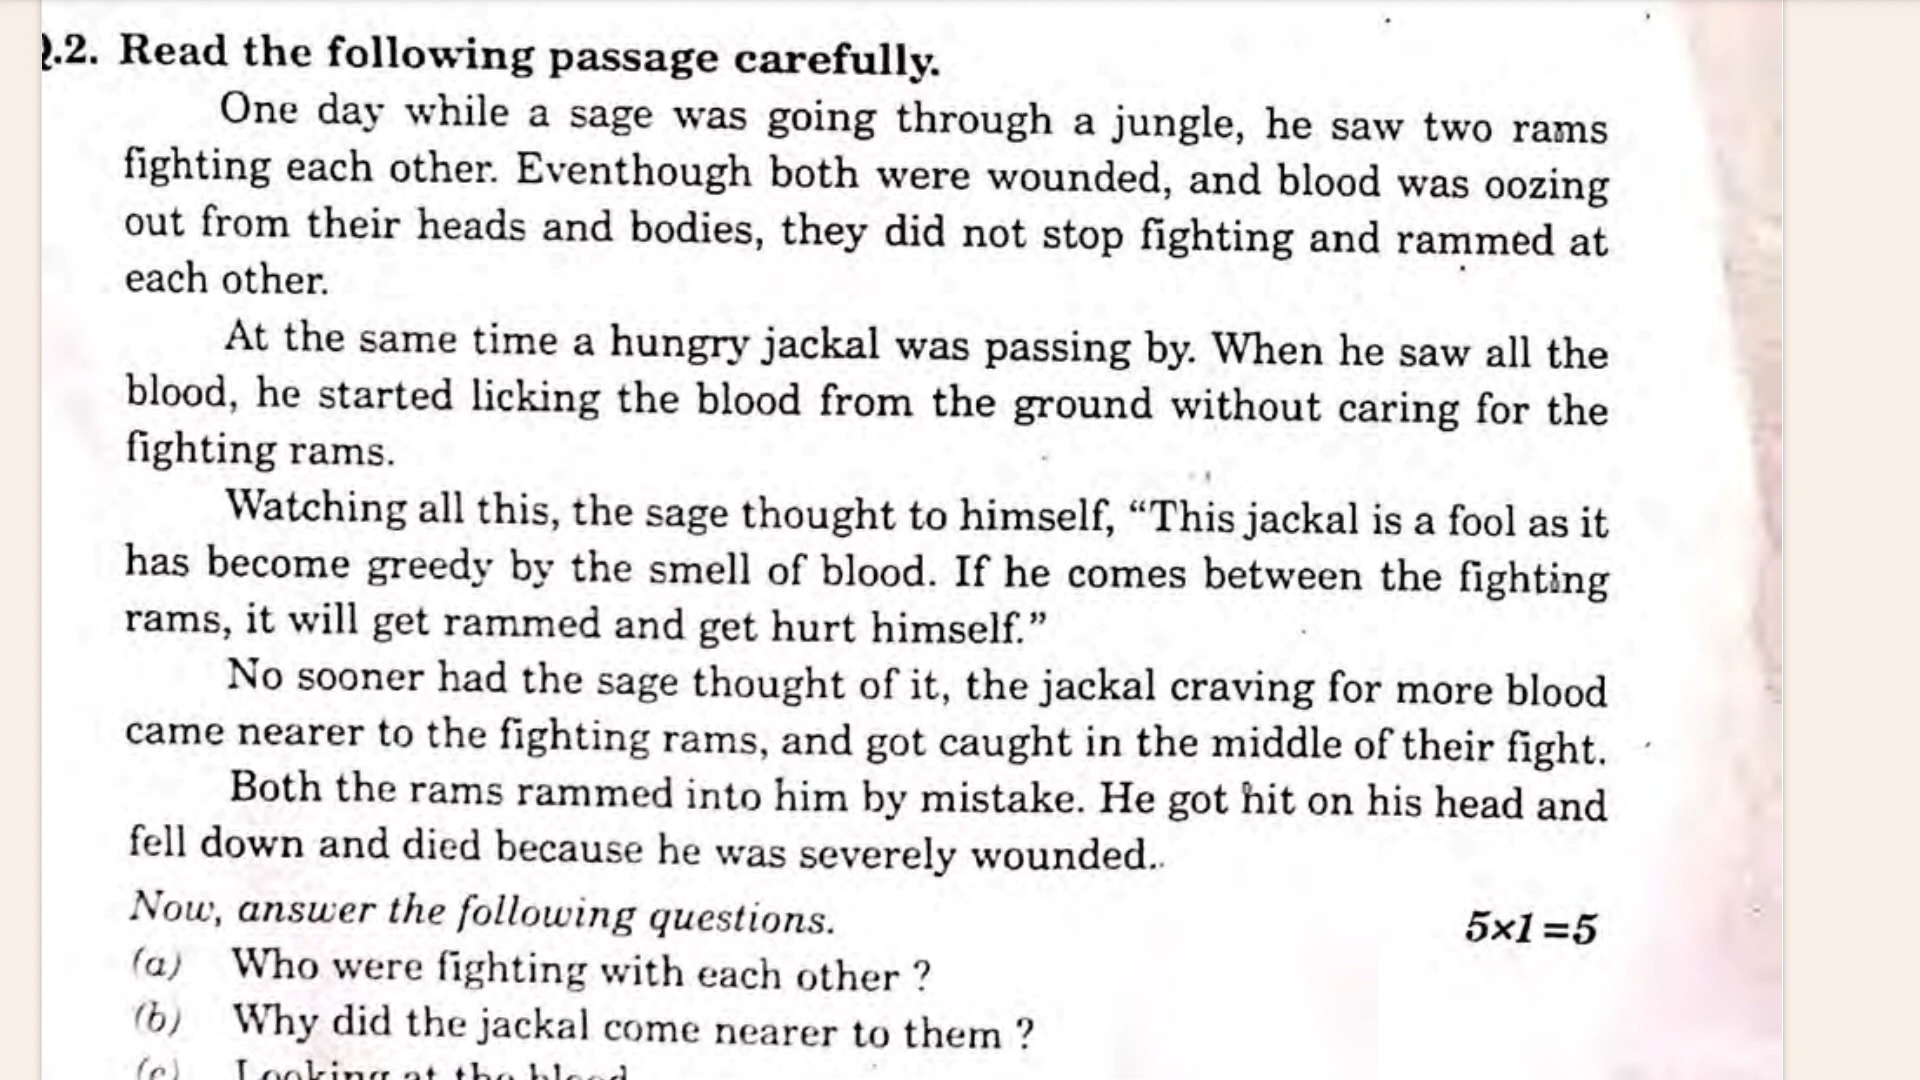 .2. Read the following passage carefully.
One day while a sage was going through a jungle, he saw two rams
fighting each other. Eventhough both were wounded, and blood was oozing
out from their heads and bodies, they did not stop fighting and rammed at
each other.
At the same time a hungry jackal was passing by. When he saw all the
blood, he started licking the blood from the ground without caring for the
fighting rams.
Watching all this, the sage thought to himself, “This jackal is a fool as it
has become greedy by the smell of blood. If he comes between the fighting
rams, it will get rammed and get hurt himself.”
No sooner had the sage thought of it, the jackal craving for more blood
came nearer to the fighting rams, and got caught in the middle of their fight.
Both the rams rammed into him by mistake. He got hit on his head and
fell down and died because he was severely wounded..
Now, answer the following questions. 5×1=5
(a) Who were fighting with each other ?
(b) Why did the jackal come nearer to them ?
(c) Looking at the blood